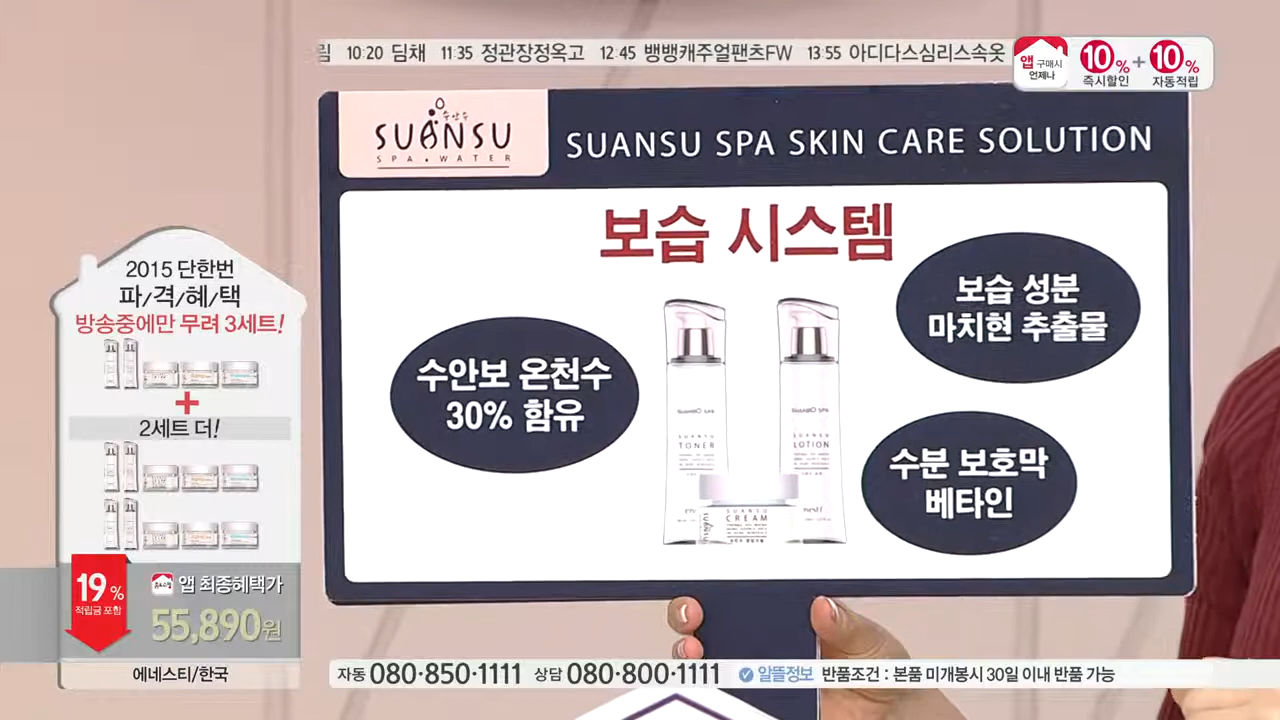 림 10:20 딤채 11:35 정관장정옥고 12:45 뱅뱅캐주얼팬츠FW 13:55 아디다스심리스속옷
앱 구매시
언제나
10% + 10%
즉시할인 자동적립
수안수
SUANSU
SPA WATER
SUANSU SPA SKIN CARE SOLUTION
보습 시스템
보습 성분
마치현 추출물
수안보 온천수
30% 함유
수분 보호막
베타인
SUANSU
TONER
SUANSU
LOTION
SUANSU
CREAM
2015 단한번
파/격/혜/택
방송중에만 무려 3세트!
+
2세트 더!
19%
적립금 포함
앱 최종혜택가
55,890원
에네스티/한국
자동 080·850·1111 상담 080·800·1111 알뜰정보 반품조건 : 본품 미개봉시 30일 이내 반품 가능